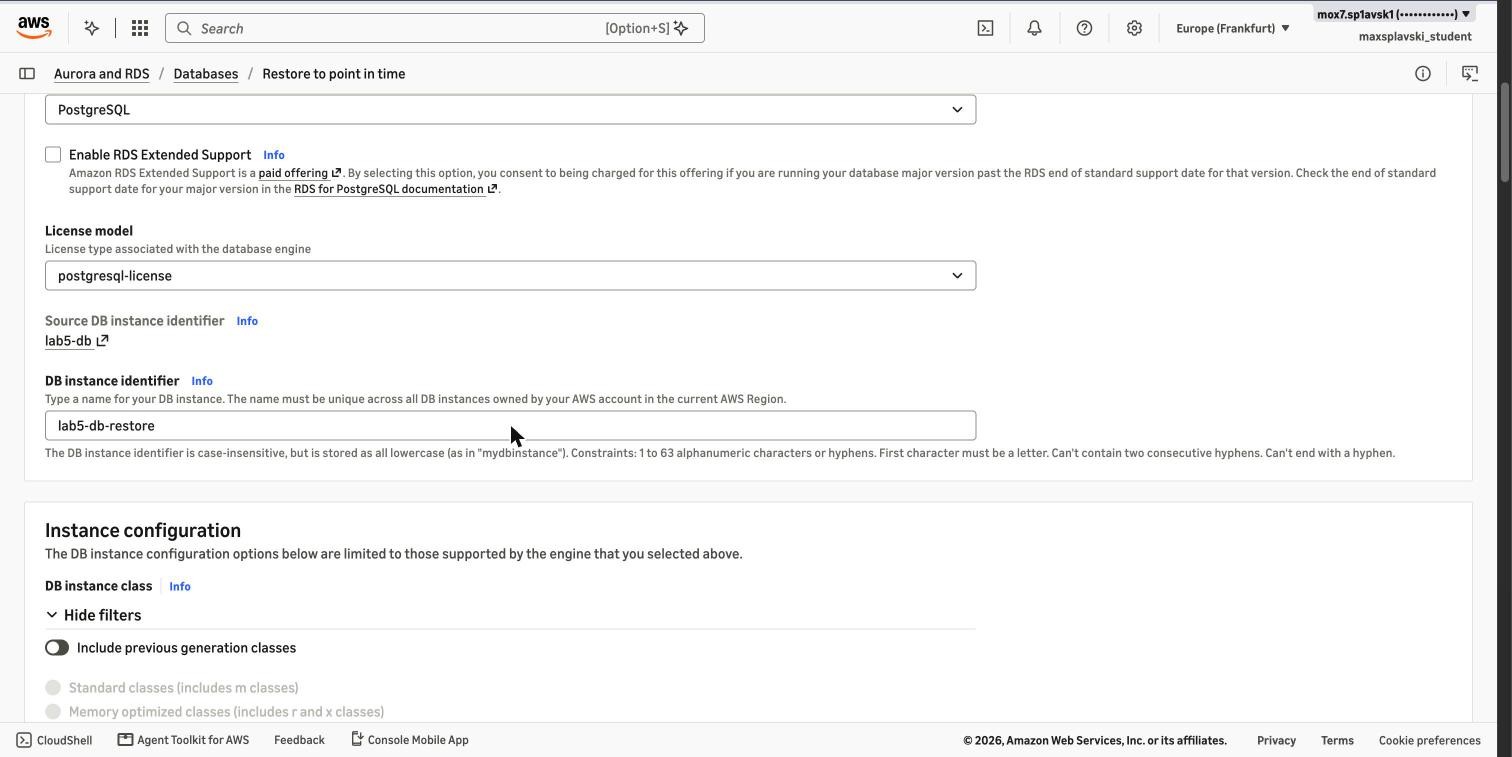 aws
Search
[Option+S]
Europe (Frankfurt)
mox7.sp1avsk1 (············)
maxsplavski_student
Aurora and RDS / Databases / Restore to point in time
PostgreSQL
Enable RDS Extended Support Info
Amazon RDS Extended Support is a paid offering. By selecting this option, you consent to being charged for this offering if you are running your database major version past the RDS end of standard support date for that version. Check the end of standard
support date for your major version in the RDS for PostgreSQL documentation.
License model
License type associated with the database engine
postgresql-license
Source DB instance identifier Info
lab5-db
DB instance identifier Info
Type a name for your DB instance. The name must be unique across all DB instances owned by your AWS account in the current AWS Region.
lab5-db-restore
The DB instance identifier is case-insensitive, but is stored as all lowercase (as in "mydbinstance"). Constraints: 1 to 63 alphanumeric characters or hyphens. First character must be a letter. Can't contain two consecutive hyphens. Can't end with a hyphen.
Instance configuration
The DB instance configuration options below are limited to those supported by the engine that you selected above.
DB instance class Info
Hide filters
Include previous generation classes
Standard classes (includes m classes)
Memory optimized classes (includes r and x classes)
CloudShell Agent Toolkit for AWS Feedback Console Mobile App © 2026, Amazon Web Services, Inc. or its affiliates. Privacy Terms Cookie preferences